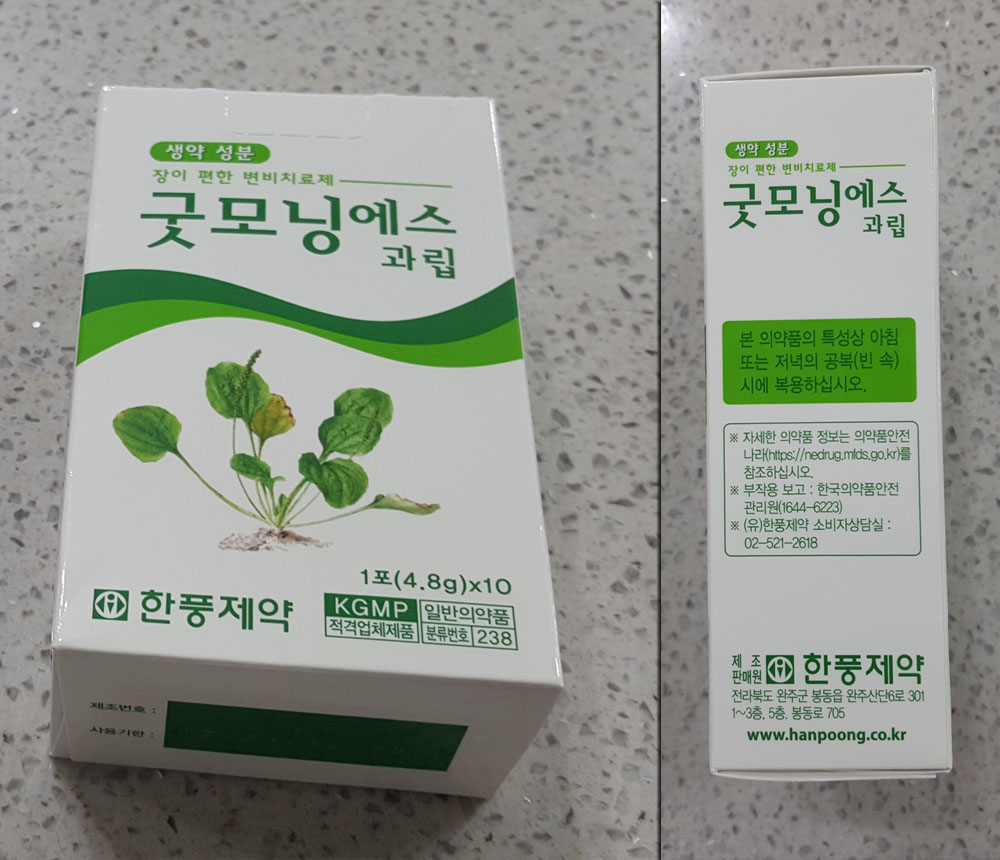 생약 성분
장이 편한 변비치료제
굿모닝에스
과립
1포(4.8g)x10
한풍제약
KGMP
적격업체제품
일반의약품
분류번호 238
제조번호 :
사용기한 :
생약 성분
장이 편한 변비치료제
굿모닝에스
과립
본 의약품의 특성상 아침
또는 저녁의 공복(빈 속)
시에 복용하십시오.
※ 자세한 의약품 정보는 의약품안전
나라(https://nedrug.mfds.go.kr)를
참조하십시오.
※ 부작용 보고 : 한국의약품안전
관리원(1644-6223)
※ (유)한풍제약 소비자상담실 :
02-521-2618
제 조
판매원
한풍제약
전라북도 완주군 봉동읍 완주산단6로 301
1~3층, 5층, 봉동로 705
www.hanpoong.co.kr